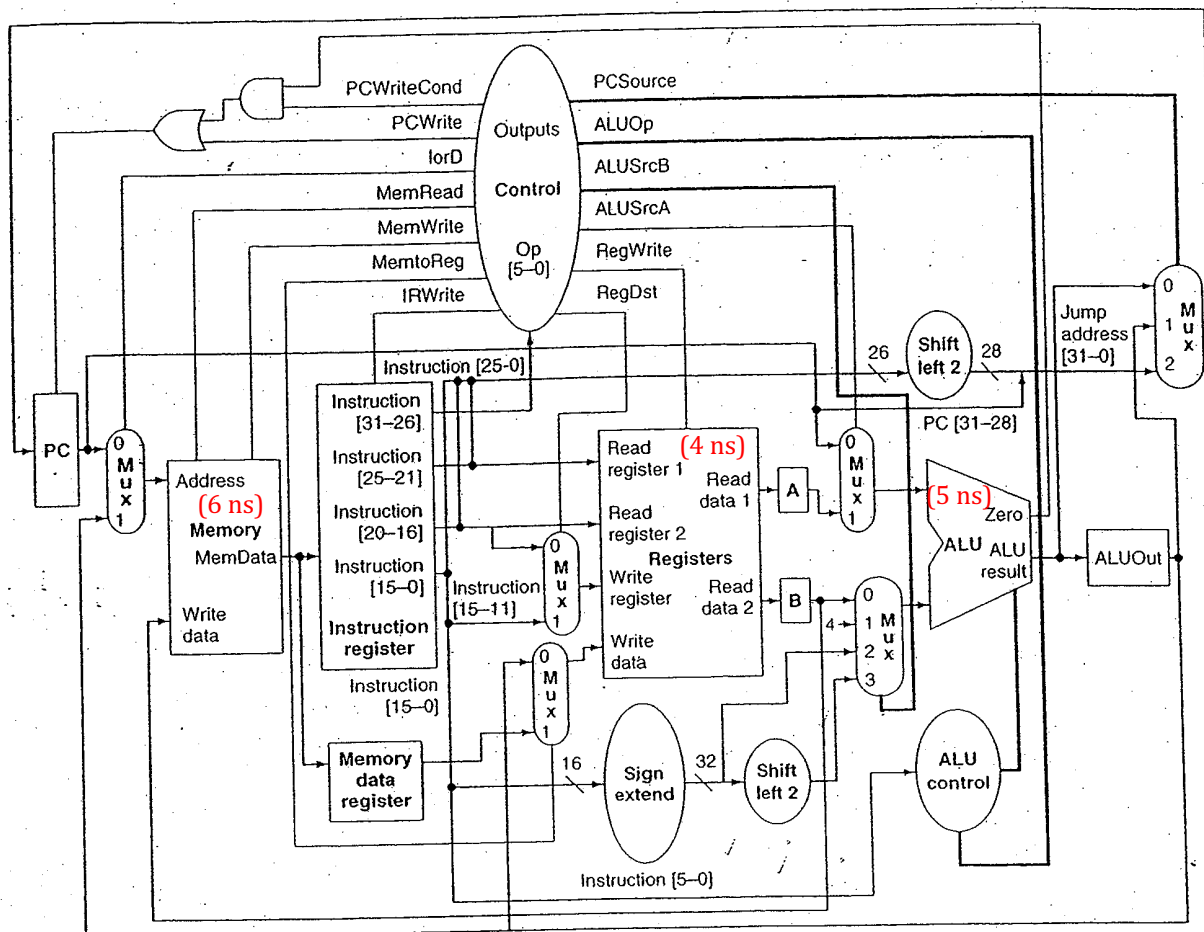 PCWriteCond
PCWrite
IorD
MemRead
MemWrite
MemtoReg
IRWrite
Outputs
Control
Op
[5–0]
PCSource
ALUOp
ALUSrcB
ALUSrcA
RegWrite
RegDst
PC
0
M
u
x
1
Address
(6 ns)
Memory
MemData
Write
data
Instruction [25-0]
Instruction
[31–26]
Instruction
[25–21]
Instruction
[20–16]
Instruction
[15–0]
Instruction
register
Instruction
[15–11]
Instruction
[15–0]
Memory
data
register
0
M
u
x
1
0
M
u
x
1
(4 ns)
Read
register 1
Read
data 1
Read
register 2
Registers
Write
register
Read
data 2
Write
data
16
Sign
extend
32
Shift
left 2
Instruction [5–0]
A
B
0
M
u
x
1
4
0
1
2
3
M
u
x
26
Shift
left 2
28
PC [31–28]
Jump
address
[31–0]
0
1
2
M
u
x
(5 ns)
Zero
ALU
ALU
result
ALUOut
ALU
control